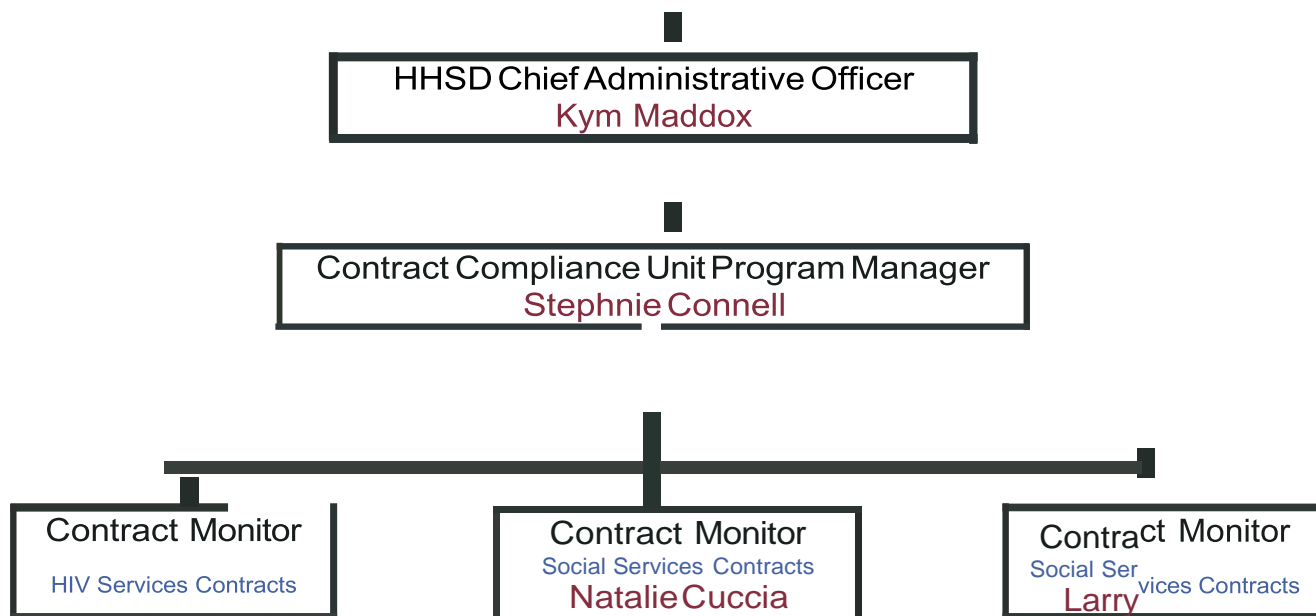 HHSD Chief Administrative Officer
Kym Maddox
Contract Compliance Unit Program Manager
Stephnie Connell
Contract Monitor
HIV Services Contracts
Contract Monitor
Social Services Contracts
Natalie Cuccia
Contract Monitor
Social Services Contracts
Larry